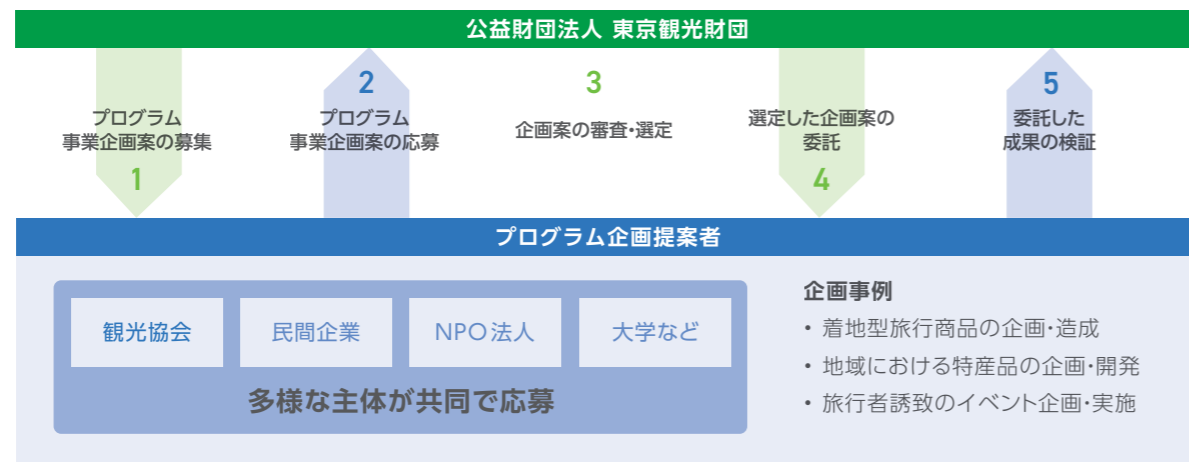 公益財団法人 東京観光財団
プログラム
事業企画案の募集
1
2
プログラム
事業企画案の応募
3
企画案の審査・選定
選定した企画案の
委託
4
5
委託した
成果の検証
プログラム企画提案者
観光協会
民間企業
NPO法人
大学など
多様な主体が共同で応募
企画事例
・着地型旅行商品の企画・造成
・地域における特産品の企画・開発
・旅行者誘致のイベント企画・実施